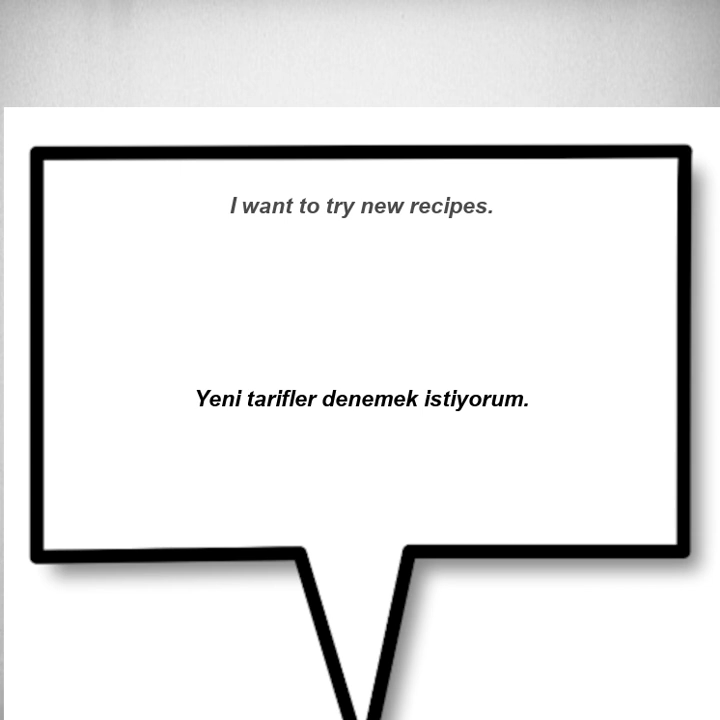 I want to try new recipes.
Yeni tarifler denemek istiyorum.